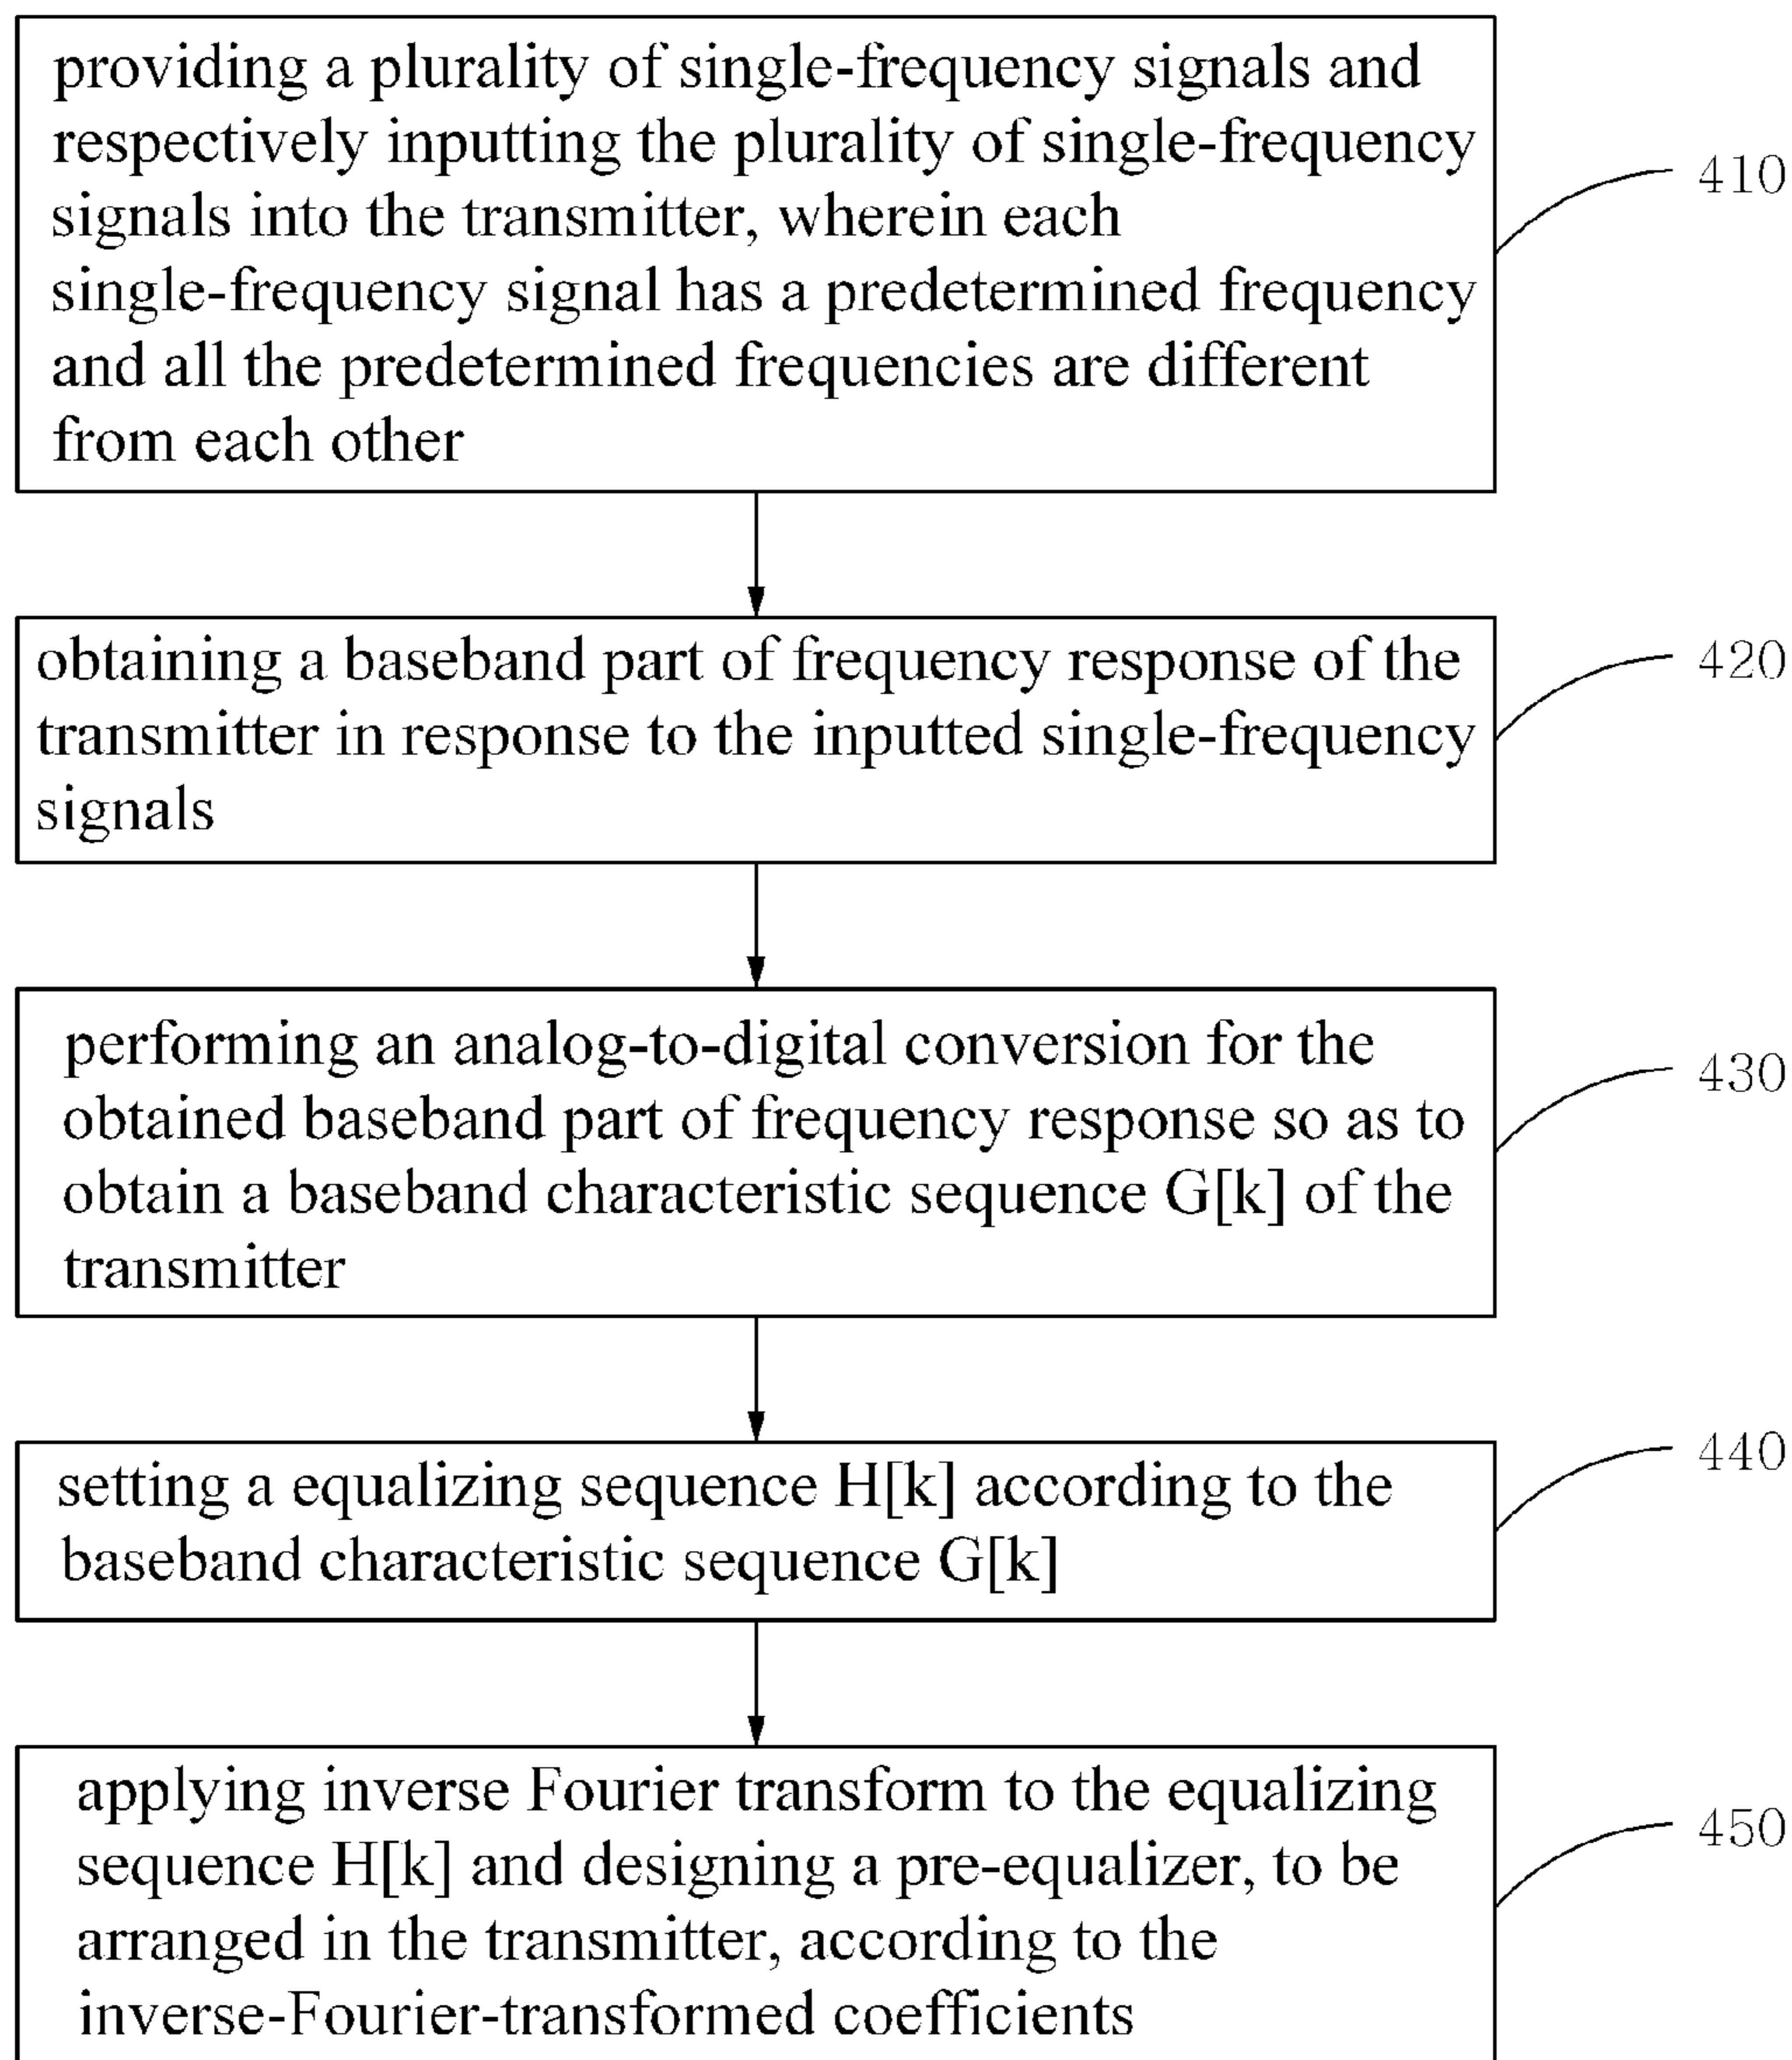 providing a plurality of single-frequency signals and
respectively inputting the plurality of single-frequency
signals into the transmitter, wherein each
single-frequency signal has a predetermined frequency
and all the predetermined frequencies are different
from each other
410
obtaining a baseband part of frequency response of the
transmitter in response to the inputted single-frequency
signals
420
performing an analog-to-digital conversion for the
obtained baseband part of frequency response so as to
obtain a baseband characteristic sequence G[k] of the
transmitter
430
setting a equalizing sequence H[k] according to the
baseband characteristic sequence G[k]
440
applying inverse Fourier transform to the equalizing
sequence H[k] and designing a pre-equalizer, to be
arranged in the transmitter, according to the
inverse-Fourier-transformed coefficients
450